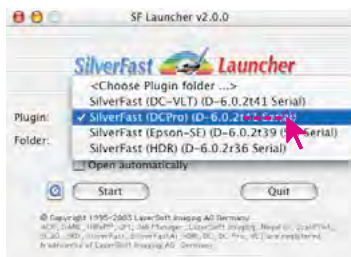 SF Launcher v2.0.0
SilverFast Launcher
<Choose Plugin folder ...>
SilverFast (DC-VLT) (D-6.0.2t41 Serial)
Plugin:
✓ SilverFast (DCPro) (D-6.0.2
SilverFast (Epson-SE) (D-6.0.2t39 Serial)
Folder:
SilverFast (HDR) (D-6.0.2r36 Serial)
Open automatically
Start
Quit
© Copyright 1995-2003 LaserSoft Imaging AG Germany